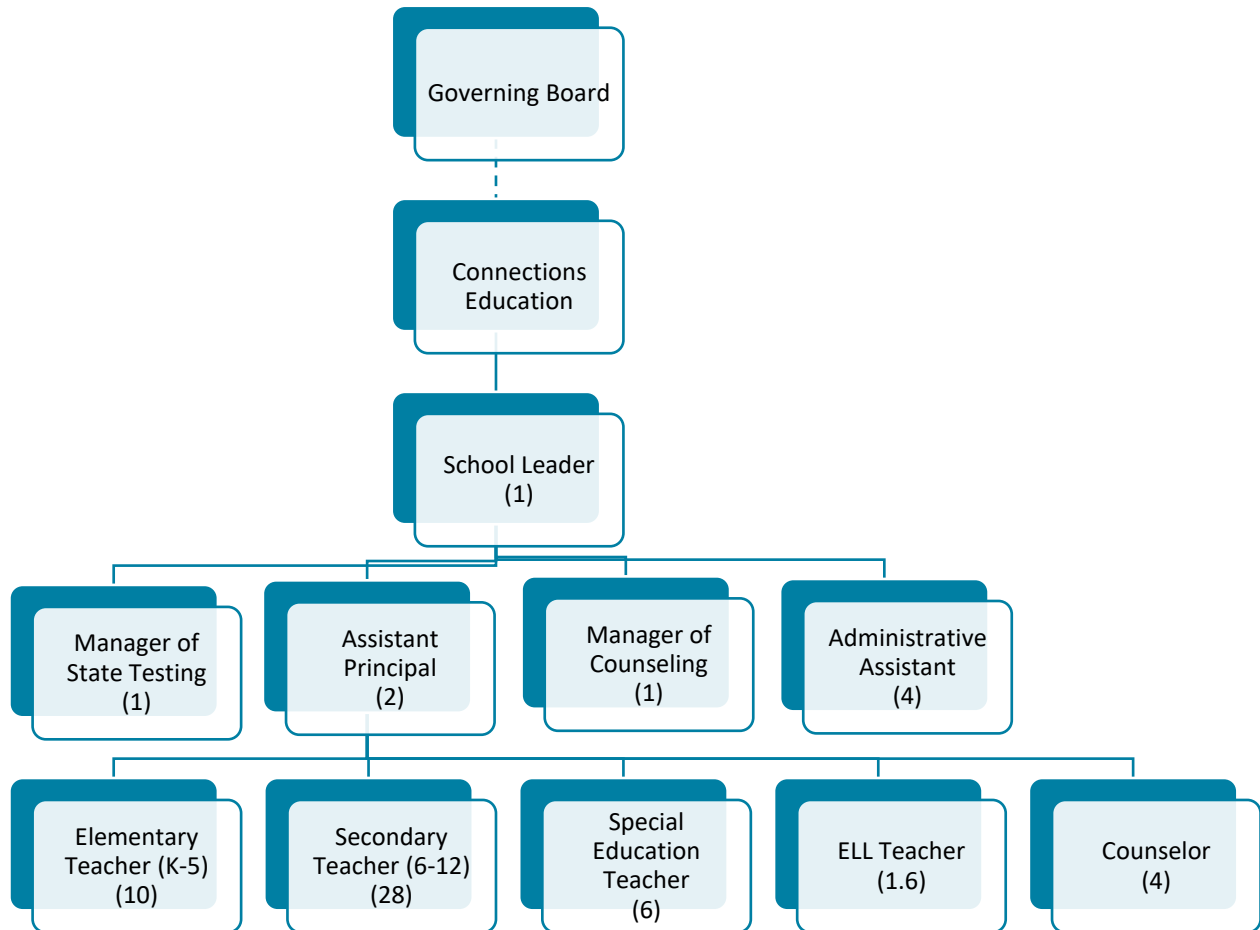 Governing Board
Connections
Education
School Leader
(1)
Manager of
State Testing
(1)
Assistant
Principal
(2)
Manager of
Counseling
(1)
Administrative
Assistant
(4)
Elementary
Teacher (K-5)
(10)
Secondary
Teacher (6-12)
(28)
Special
Education
Teacher
(6)
ELL Teacher
(1.6)
Counselor
(4)